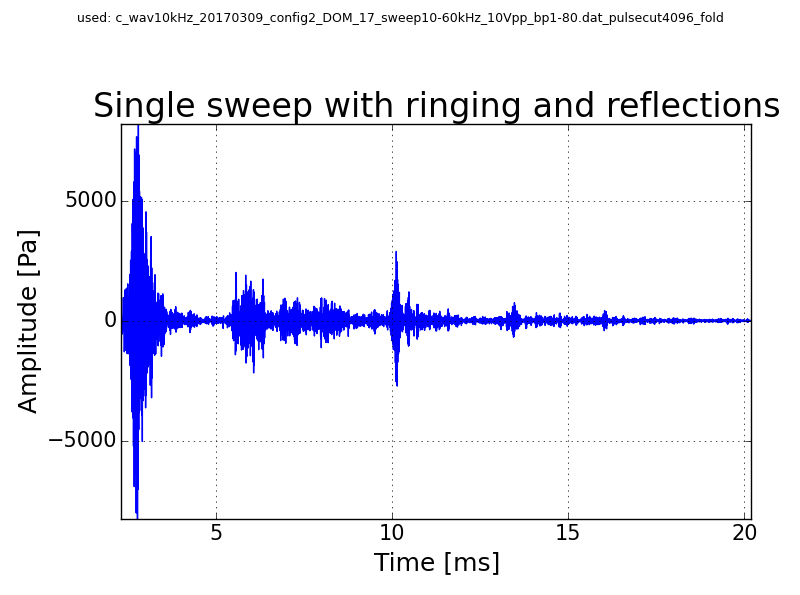 used: c_wav10kHz_20170309_config2_DOM_17_sweep10-60kHz_10Vpp_bp1-80.dat_pulsecut4096_fold
Single sweep with ringing and reflections
5000
0
−5000
Amplitude [Pa]
5 10 15 20
Time [ms]